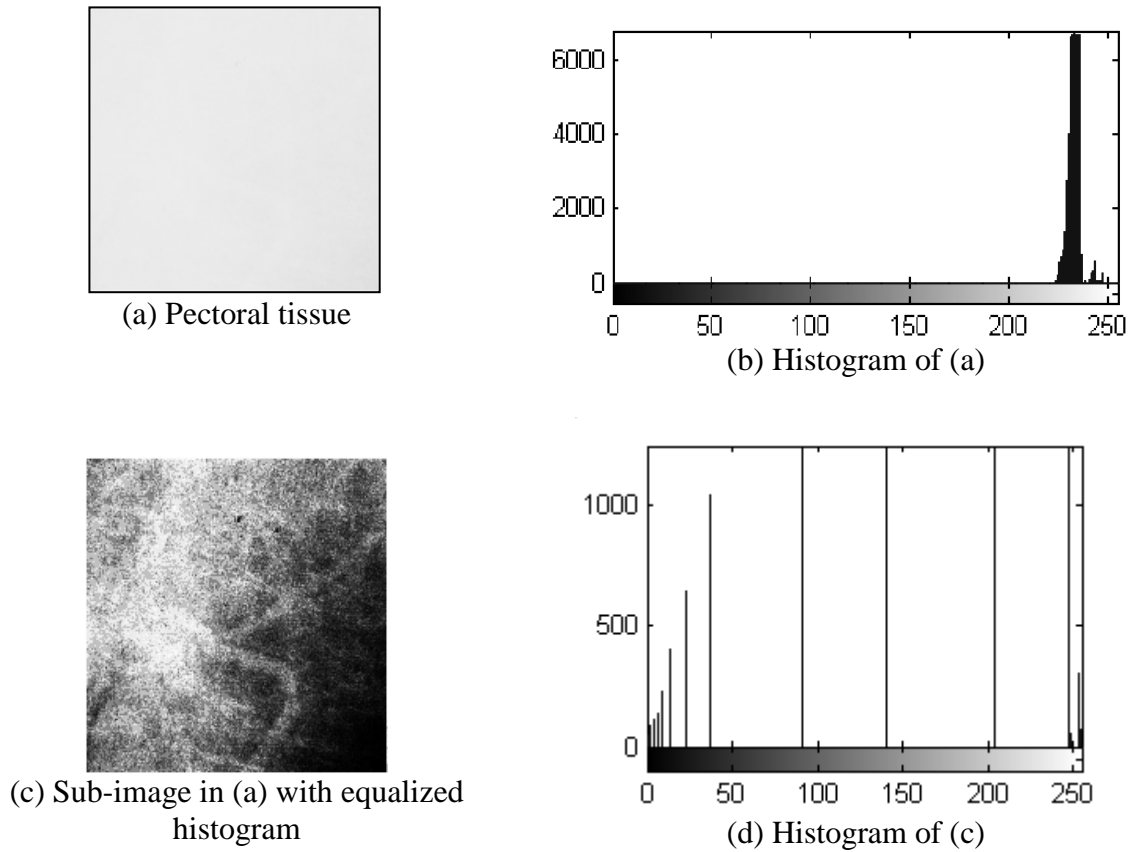 (a) Pectoral tissue
6000
4000
2000
0
0 50 100 150 200 250
(b) Histogram of (a)
(c) Sub-image in (a) with equalized
histogram
1000
500
0
0 50 100 150 200 250
(d) Histogram of (c)